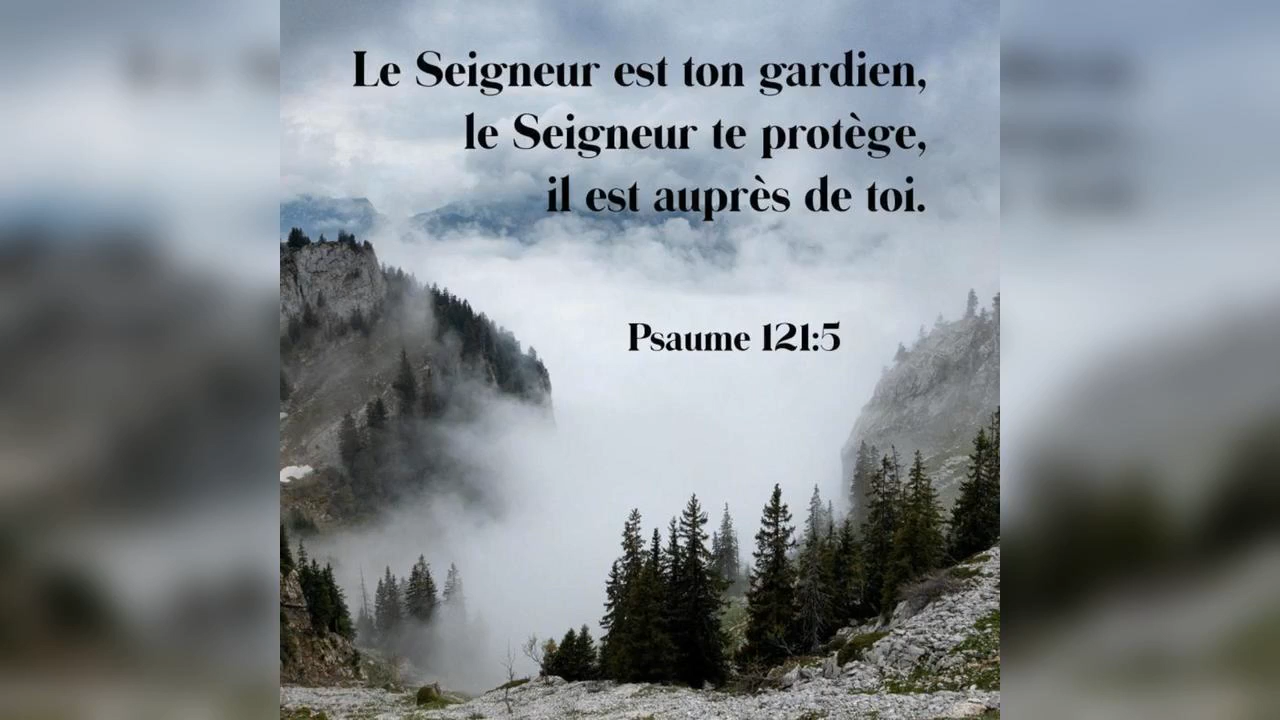 Le Seigneur est ton gardien,
le Seigneur te protège,
il est auprès de toi.
Psaume 121:5